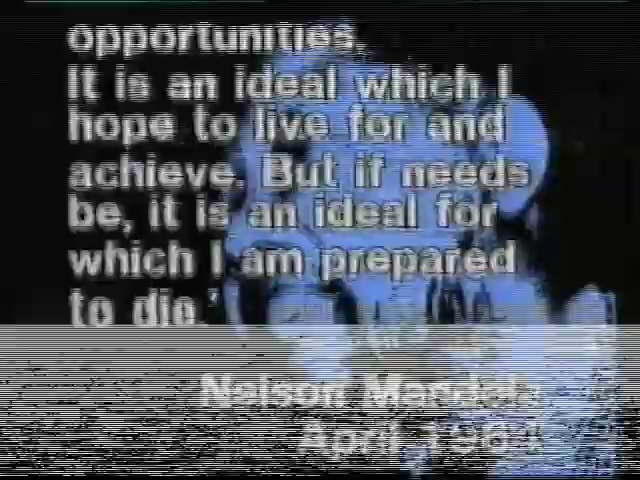 opportunities.
It is an ideal which I
hope to live for and
achieve. But if needs
be, it is an ideal for
which I am prepared
to die.'
Nelson Mandela
April 1964